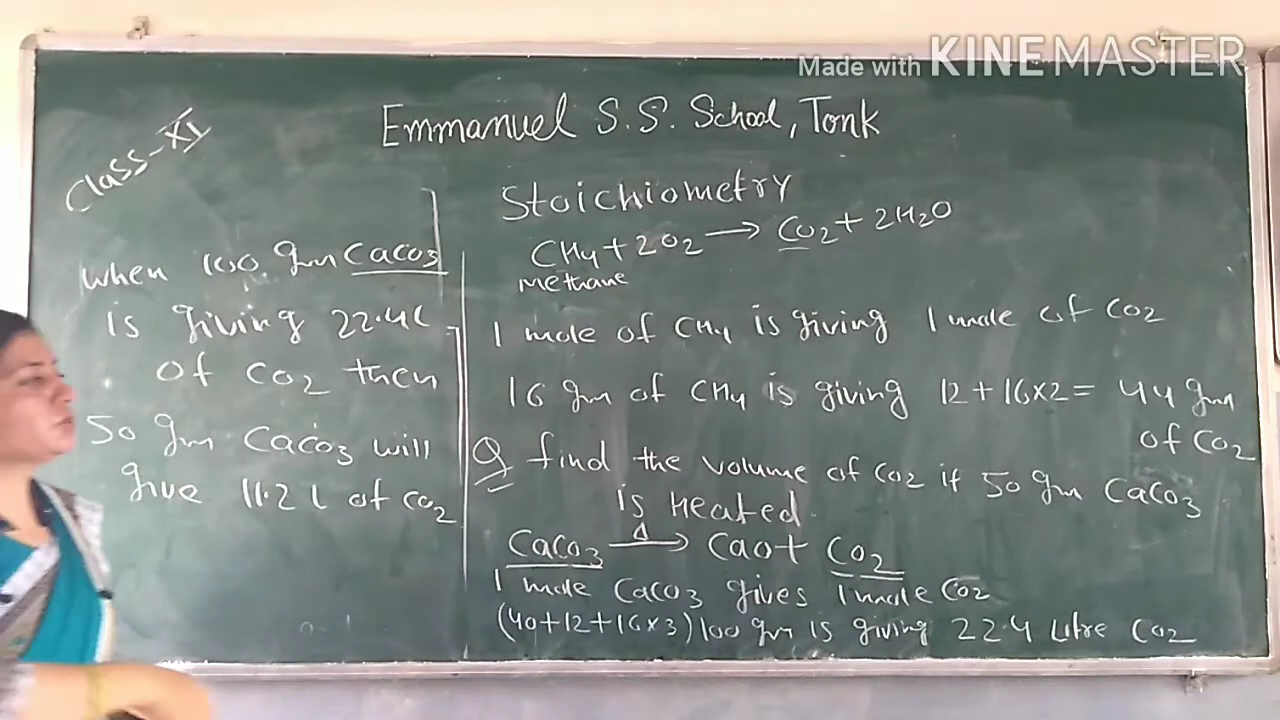 Made with KINEMASTER
Emmanuel S.S. School, Tonk
Class-XI
Stoichiometry
CH4 + 2O2 → CO2 + 2H2O
Methane
1 mole of CH4 is giving 1 mole of CO2
16 gm of CH4 is giving 12 + 16x2 = 44 gm
of CO2
Q find the volume of CO2 if 50 gm CaCO3
is Heated.
CaCO3 Δ→ CaO + CO2
1 mole CaCO3 gives 1 mole CO2
(40+12+16x3) 100 gm is giving 22.4 Litre CO2
when 100 gm CaCO3
is giving 22.4L
of CO2 then
50 gm CaCO3 will
give 11.2 L of CO2